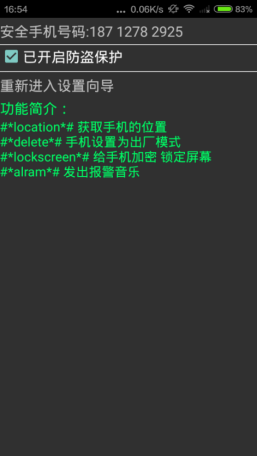 16:54 ... 0.06K/s 83%
安全手机号码:187 1278 2925
已开启防盗保护
重新进入设置向导
功能简介：
#*location*# 获取手机的位置
#*delete*# 手机设置为出厂模式
#*lockscreen*# 给手机加密 锁定屏幕
#*alram*# 发出报警音乐